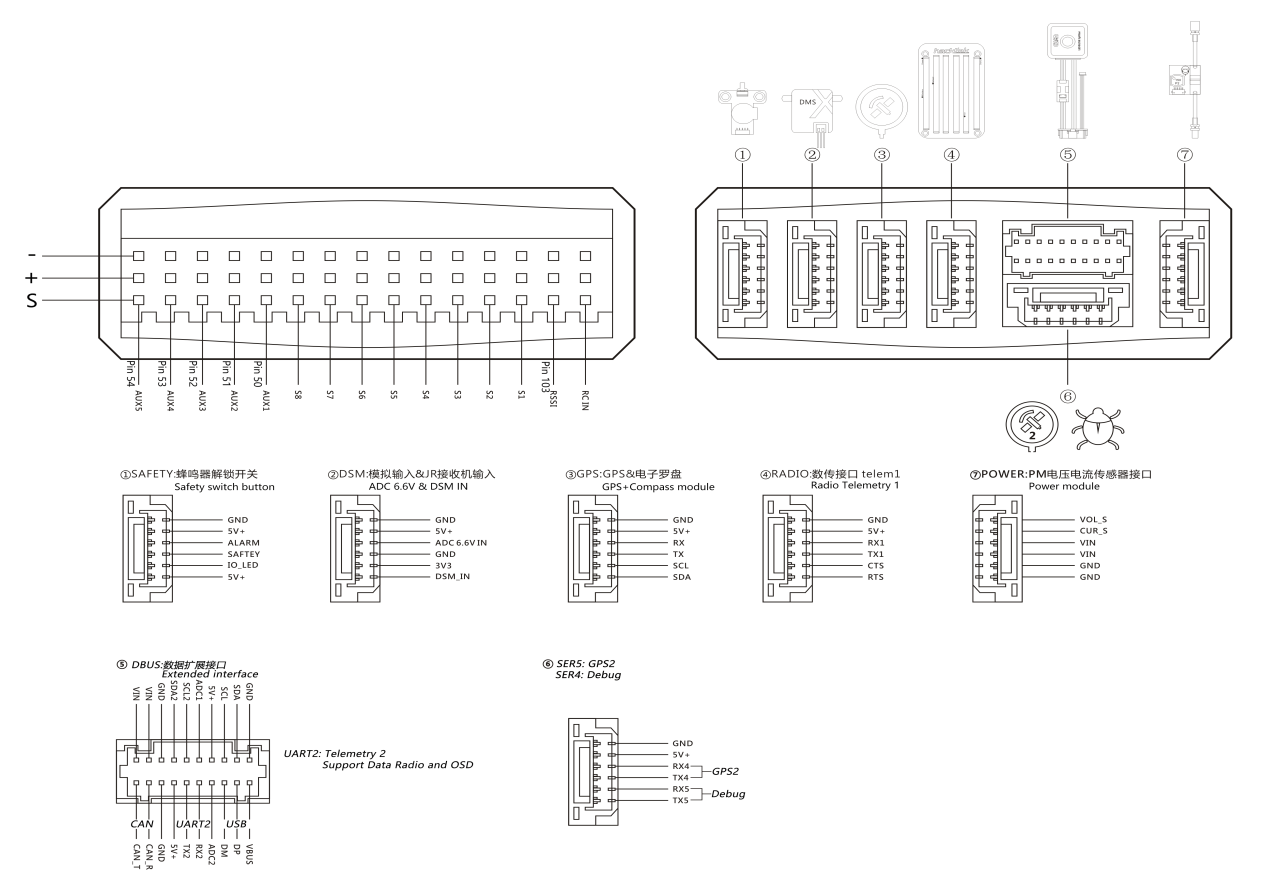 DMS
①
②
③
④
⑤
⑦
-
+
S
Pin 54
AUX5
Pin 53
AUX4
Pin 52
AUX3
Pin 51
AUX2
Pin 50
AUX1
S8
S7
S6
S5
S4
S3
S2
S1
Pin 103
RSSI
RC IN
⑥
2
①SAFETY:蜂鸣器解锁开关
Safety switch button
GND
5V+
ALARM
SAFTEY
IO_LED
5V+
②DSM:模拟输入&JR接收机输入
ADC 6.6V & DSM IN
GND
5V+
ADC 6.6V IN
GND
3V3
DSM_IN
③GPS:GPS&电子罗盘
GPS+Compass module
GND
5V+
RX
TX
SCL
SDA
④RADIO:数传接口 telem1
Radio Telemetry 1
GND
5V+
RX1
TX1
CTS
RTS
⑦POWER:PM电压电流传感器接口
Power module
VOL_S
CUR_S
VIN
VIN
GND
GND
⑤ DBUS:数据扩展接口
Extended interface
VIN
VIN
GND
SDA2
SCL2
ADC1
5V+
SCL
SDA
GND
UART2: Telemetry 2
Support Data Radio and OSD
CAN
UART2
USB
CAN_T
CAN_R
GND
5V+
TX2
RX2
ADC2
DM
DP
VBUS
⑥ SER5: GPS2
SER4: Debug
GND
5V+
RX4
TX4
GPS2
RX5
TX5
Debug